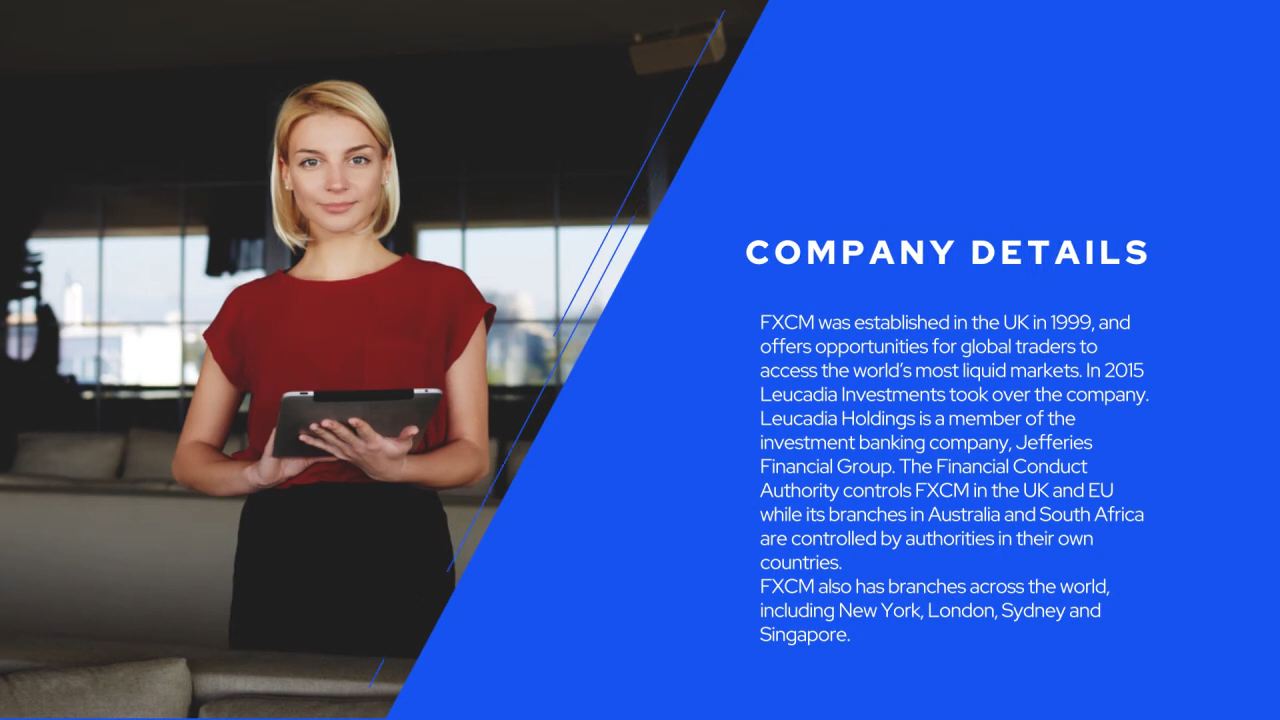 COMPANY DETAILS
FXCM was established in the UK in 1999, and
offers opportunities for global traders to
access the world’s most liquid markets. In 2015
Leucadia Investments took over the company.
Leucadia Holdings is a member of the
investment banking company, Jefferies
Financial Group. The Financial Conduct
Authority controls FXCM in the UK and EU
while its branches in Australia and South Africa
are controlled by authorities in their own
countries.
FXCM also has branches across the world,
including New York, London, Sydney and
Singapore.